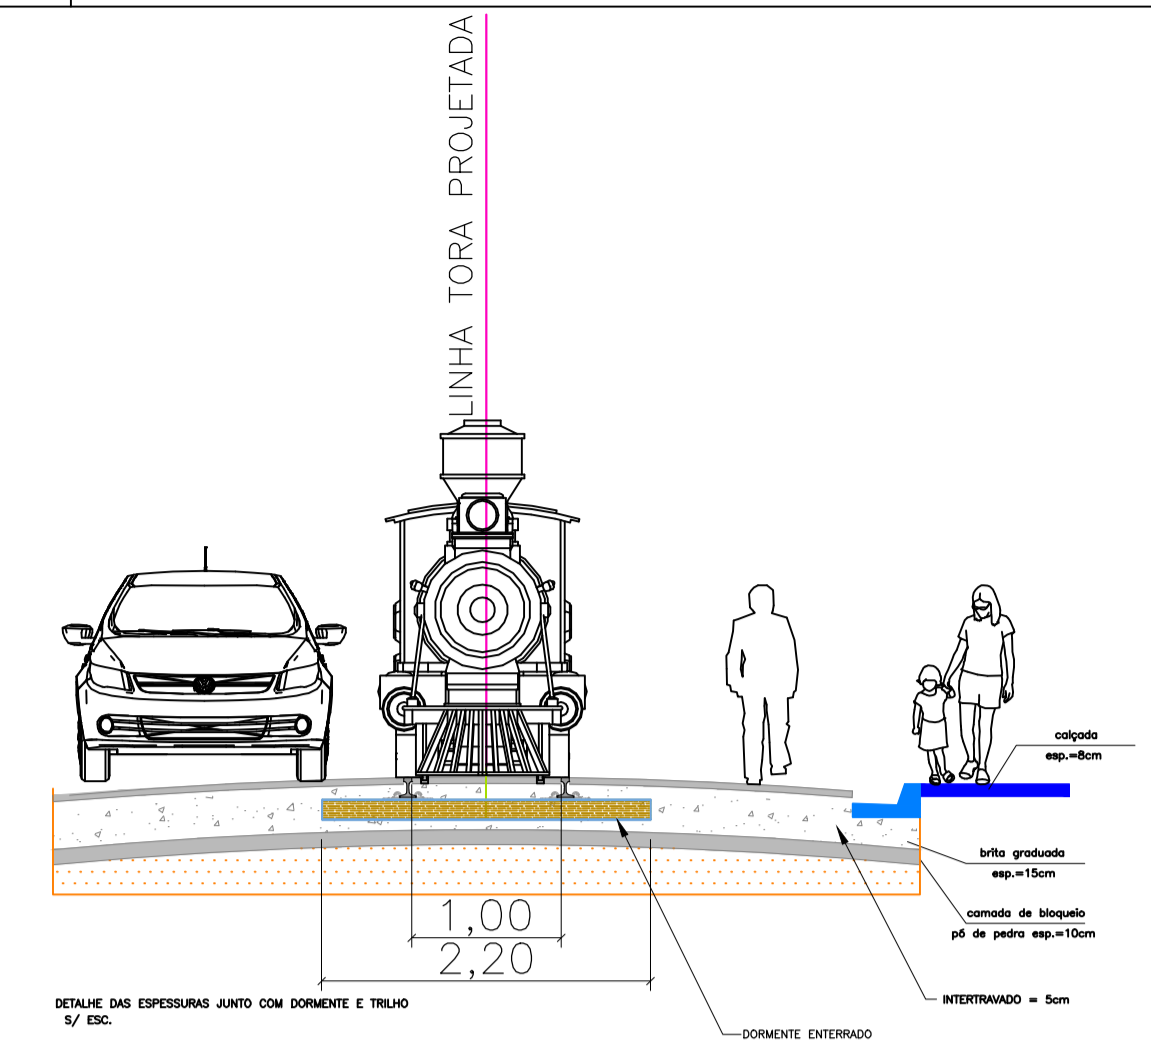 LINHA TORA PROJETADA
calçada
esp.=8cm
brita graduada
esp.=15cm
camada de bloqueio
pó de pedra esp.=10cm
1,00
2,20
INTERTRAVADO = 5cm
DETALHE DAS ESPESSURAS JUNTO COM DORMENTE E TRILHO
S/ ESC.
DORMENTE ENTERRADO